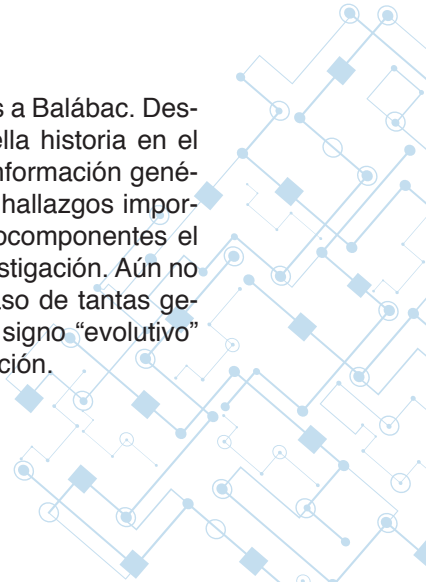 s a Balábac. Des-
ella historia en el
nformación gené-
hallazgos impor-
ocomponentes el
stigación. Aún no
aso de tantas ge-
signo “evolutivo”
ción.